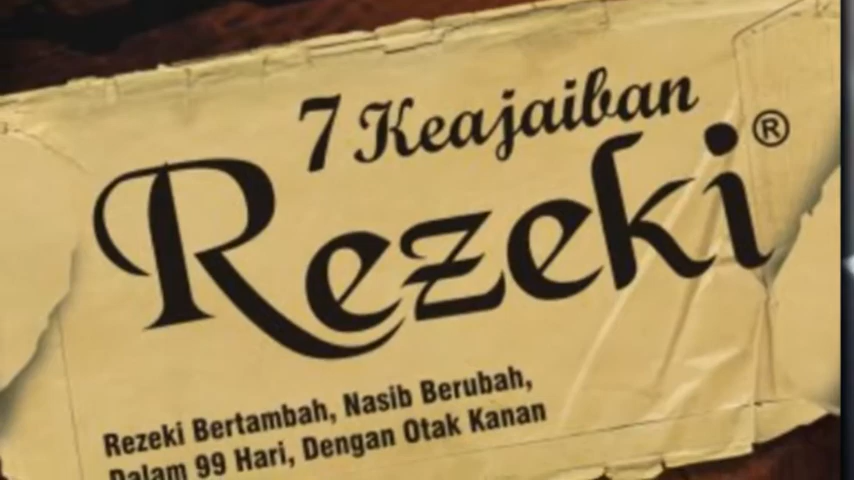 7 Keajaiban
Rezeki®
Rezeki Bertambah, Nasib Berubah,
Dalam 99 Hari, Dengan Otak Kanan